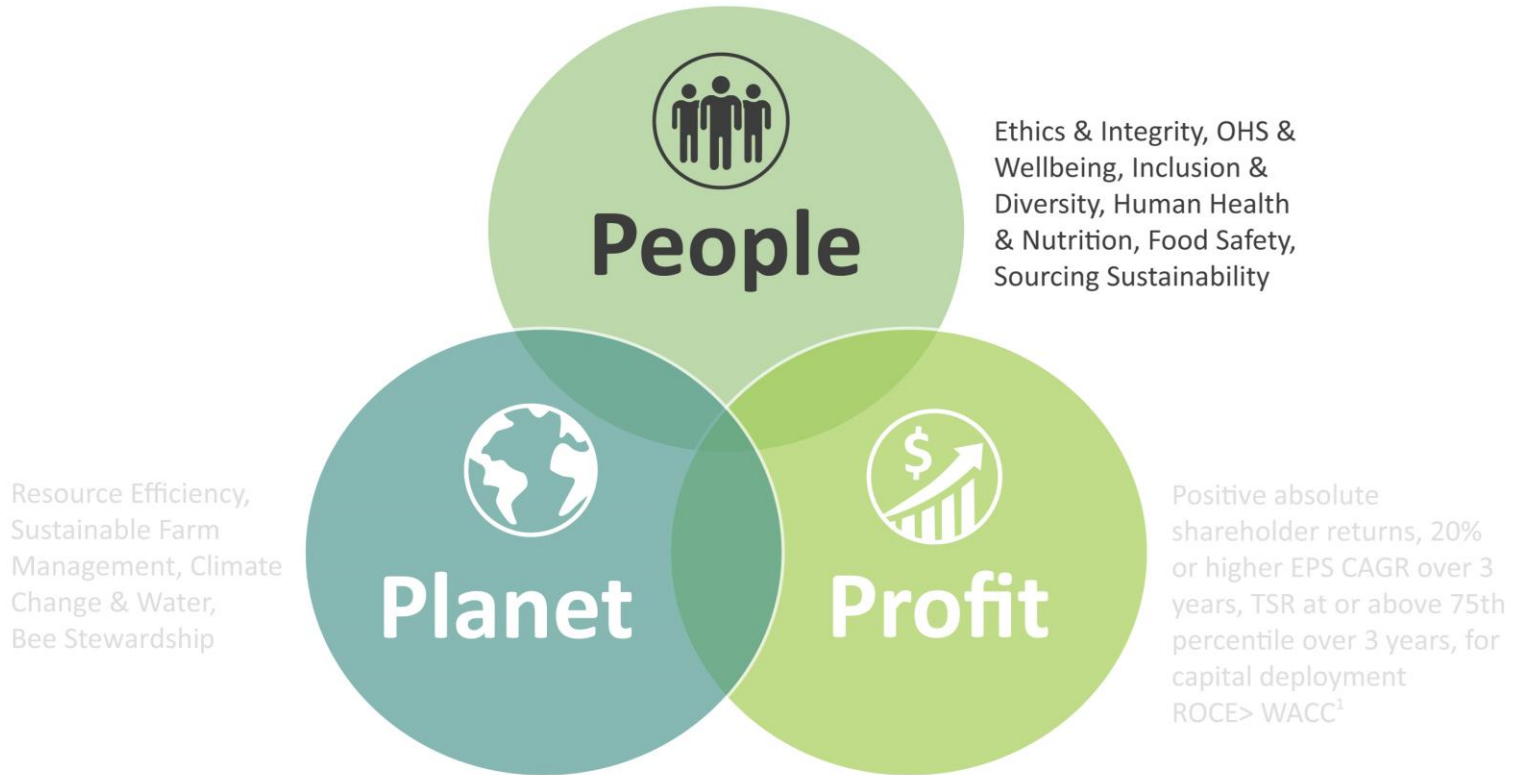 People
Ethics & Integrity, OHS &
Wellbeing, Inclusion &
Diversity, Human Health
& Nutrition, Food Safety,
Sourcing Sustainability
Planet
Resource Efficiency,
Sustainable Farm
Management, Climate
Change & Water,
Bee Stewardship
$
Profit
Positive absolute
shareholder returns, 20%
or higher EPS CAGR over 3
years, TSR at or above 75th
percentile over 3 years, for
capital deployment
ROCE> WACC¹